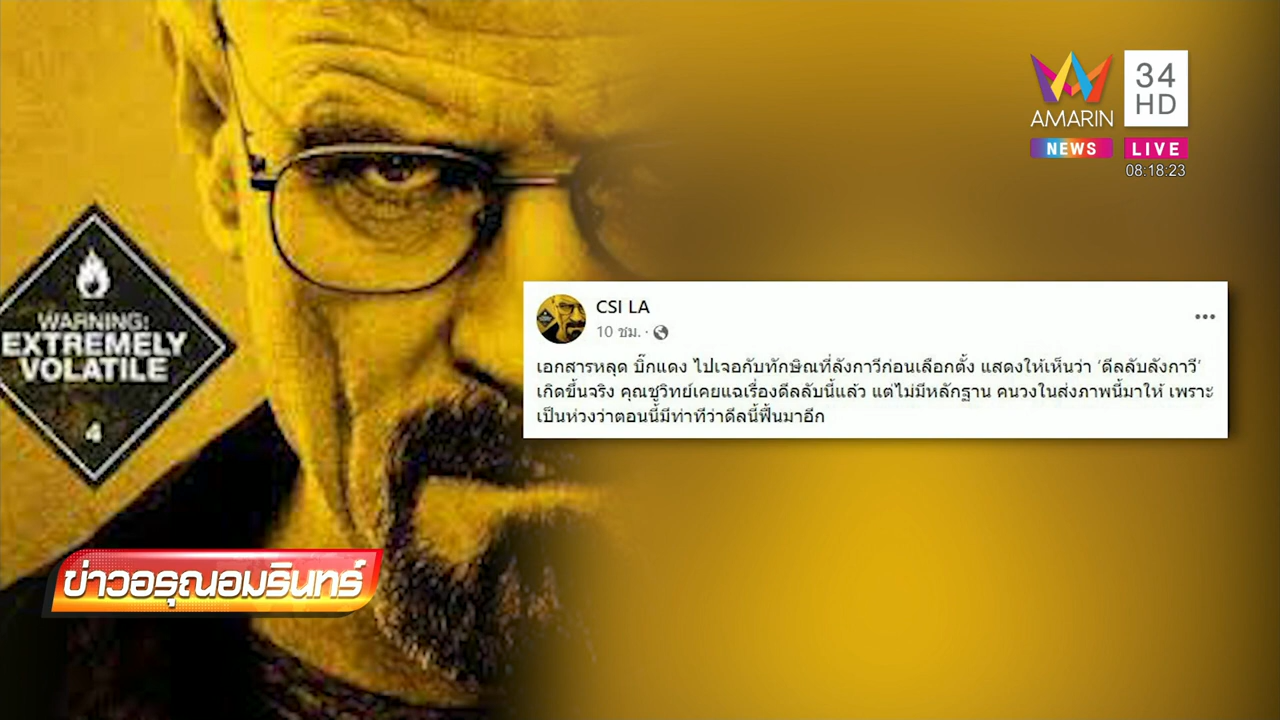 AMARIN
34
HD
NEWS
LIVE
08:18:23
WARNING:
EXTREMELY
VOLATILE
4
CSI LA
10 ชม. ·
เอกสารหลุด บิ๊กแดง ไปเจอกับทักษิณที่ลังกาวีก่อนเลือกตั้ง แสดงให้เห็นว่า ‘ดีลลับลังกาวี’
เกิดขึ้นจริง คุณชูวิทย์เคยแฉเรื่องดีลลับนี้แล้ว แต่ไม่มีหลักฐาน คนวงในส่งภาพนี้มาให้ เพราะ
เป็นห่วงว่าตอนนี้มีท่าทีว่าดีลนี้ฟื้นมาอีก
ข่าวอรุณอมรินทร์